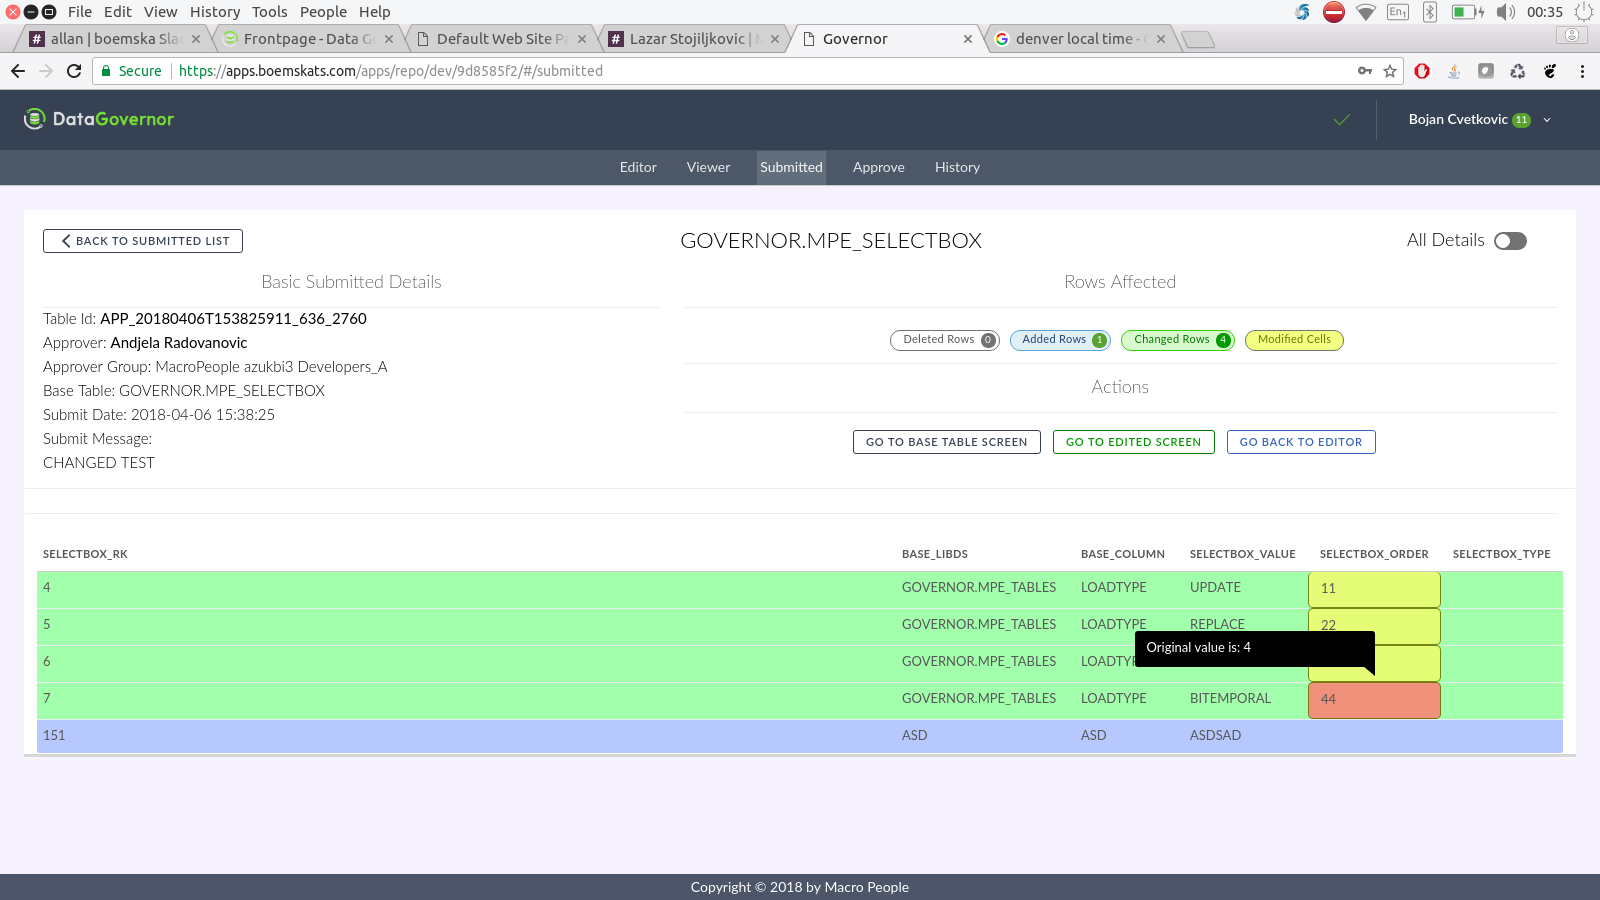 File Edit View History Tools People Help
En1
00:35
allan | boemska Sla
Frontpage - Data G
Default Web Site P
Lazar Stojiljkovic |
Governor
denver local time -
Secure
https://apps.boemskats.com/apps/repo/dev/9d8585f2/#/submitted
DataGovernor
Bojan Cvetkovic 11
Editor Viewer Submitted Approve History
BACK TO SUBMITTED LIST
GOVERNOR.MPE_SELECTBOX
All Details
Basic Submitted Details
Rows Affected
Table Id: APP_20180406T153825911_636_2760
Approver: Andjela Radovanovic
Approver Group: MacroPeople azukbi3 Developers_A
Base Table: GOVERNOR.MPE_SELECTBOX
Submit Date: 2018-04-06 15:38:25
Submit Message:
CHANGED TEST
Deleted Rows 0
Added Rows 1
Changed Rows 4
Modified Cells
Actions
GO TO BASE TABLE SCREEN
GO TO EDITED SCREEN
GO BACK TO EDITOR
SELECTBOX_RK BASE_LIBDS BASE_COLUMN SELECTBOX_VALUE SELECTBOX_ORDER SELECTBOX_TYPE
4 GOVERNOR.MPE_TABLES LOADTYPE UPDATE 11
5 GOVERNOR.MPE_TABLES LOADTYPE REPLACE 22
Original value is: 4
6 GOVERNOR.MPE_TABLES
7 GOVERNOR.MPE_TABLES LOADTYPE BITEMPORAL 44
151 ASD ASD ASDSAD
Copyright © 2018 by Macro People